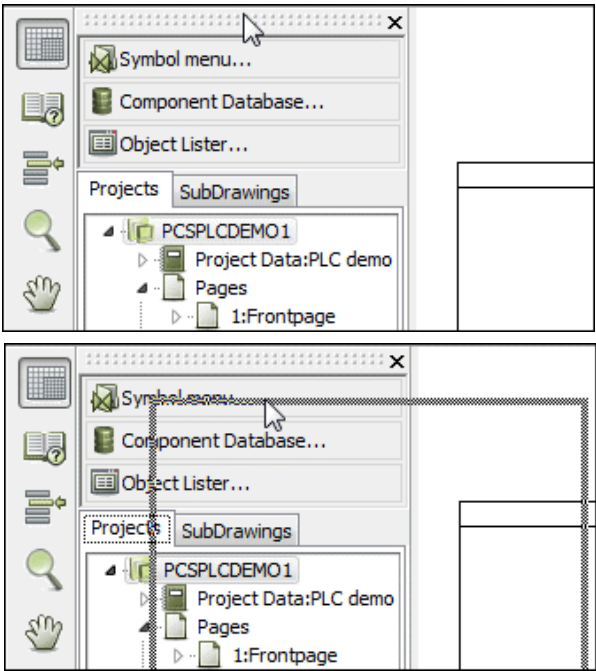 Symbol menu...
Component Database...
Object Lister...
Projects SubDrawings
PCSPLCDEMO1
Project Data:PLC demo
Pages
1:Frontpage
Symbol menu...
Component Database...
Object Lister...
Projects SubDrawings
PCSPLCDEMO1
Project Data:PLC demo
Pages
1:Frontpage